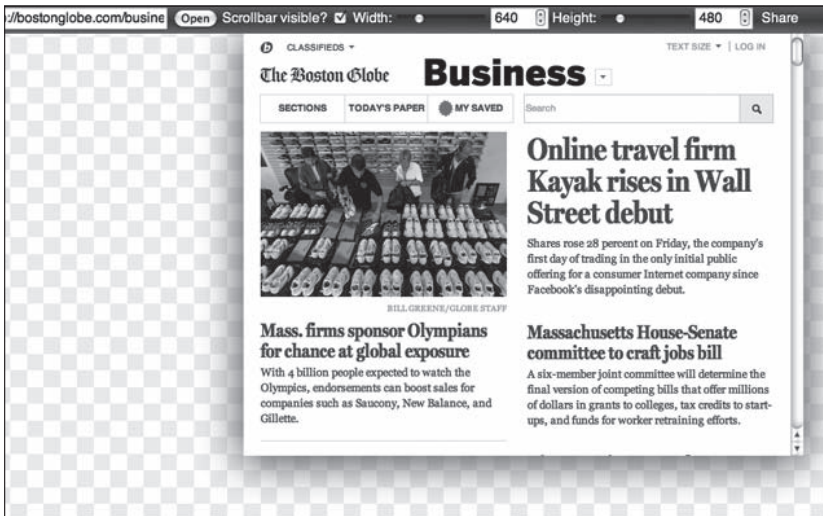 ://bostonglobe.com/busine Open Scrollbar visible? Width: 640 Height: 480 Share
b CLASSIFIEDS TEXT SIZE | LOG IN
The Boston Globe Business
SECTIONS TODAY'S PAPER MY SAVED Search
Online travel firm
Kayak rises in Wall
Street debut
Shares rose 28 percent on Friday, the company's
first day of trading in the only initial public
offering for a consumer Internet company since
Facebook's disappointing debut.
BILL GREENE/GLOBE STAFF
Mass. firms sponsor Olympians
for chance at global exposure
With 4 billion people expected to watch the
Olympics, endorsements can boost sales for
companies such as Saucony, New Balance, and
Gillette.
Massachusetts House-Senate
committee to craft jobs bill
A six-member joint committee will determine the
final version of competing bills that offer millions
of dollars in grants to colleges, tax credits to start-
ups, and funds for worker retraining efforts.